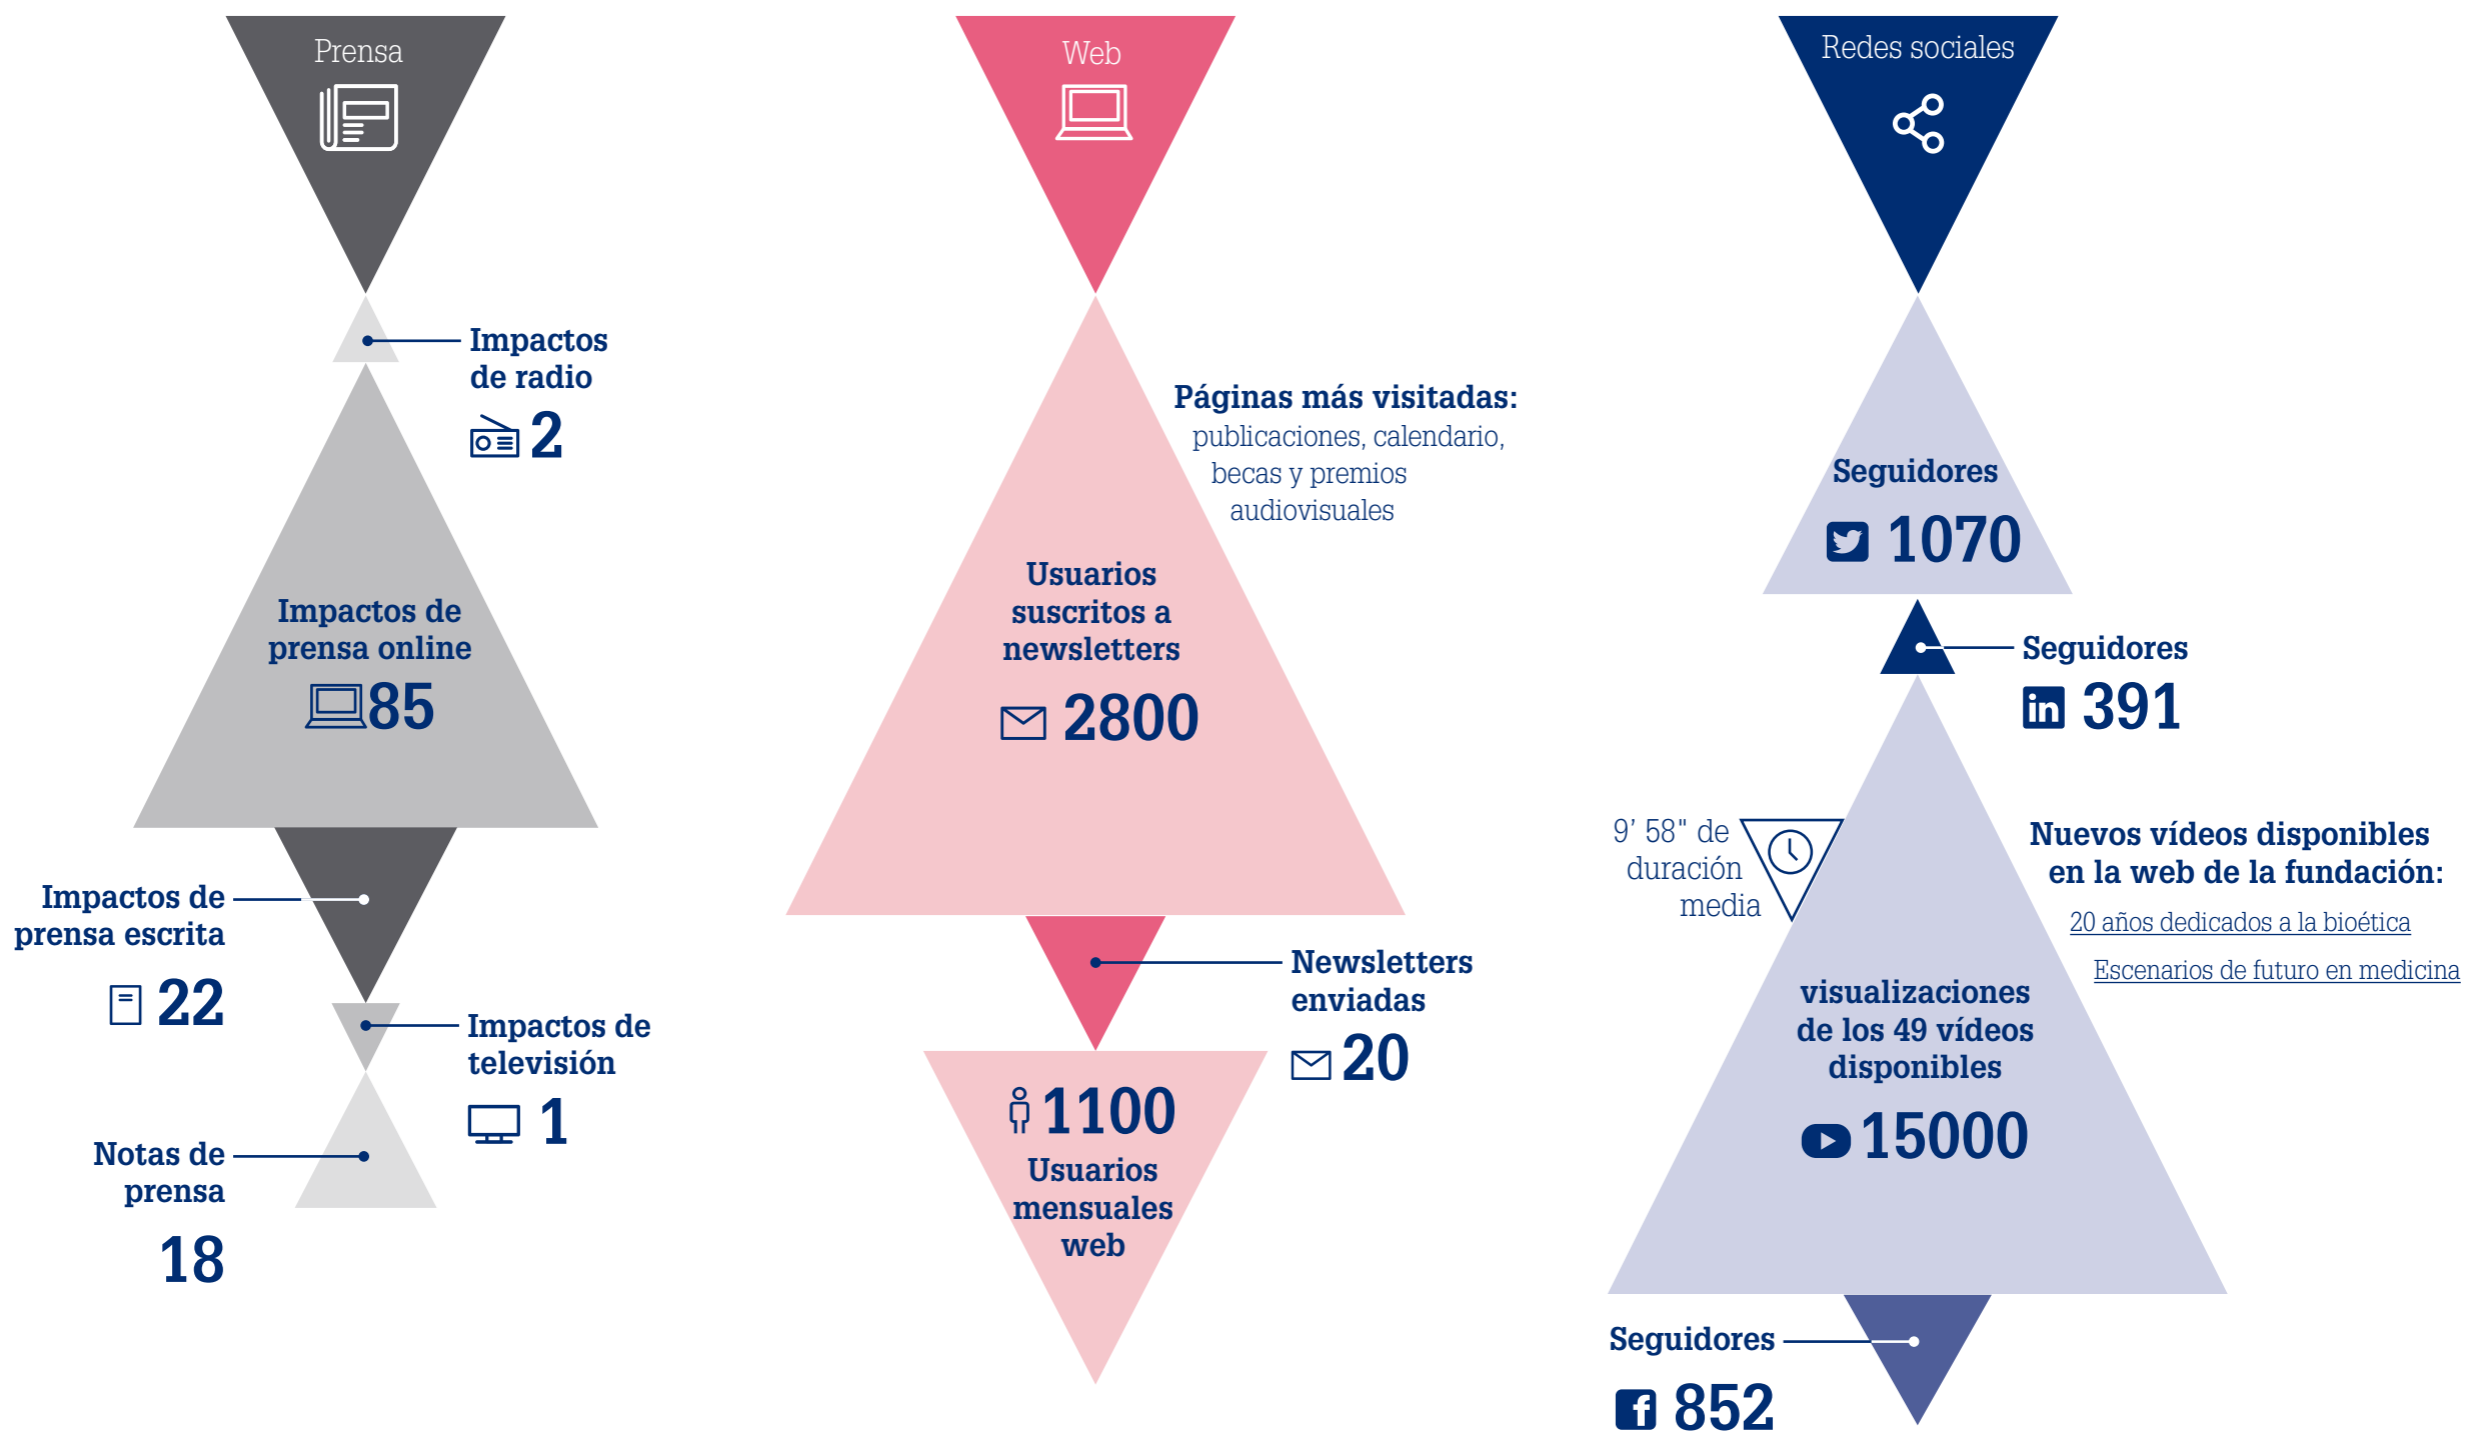 Prensa
Impactos
de radio
2
Impactos de
prensa online
85
Impactos de
prensa escrita
22
Impactos de
televisión
1
Notas de
prensa
18
Web
Páginas más visitadas:
publicaciones, calendario,
becas y premios
audiovisuales
Usuarios
suscritos a
newsletters
2800
Newsletters
enviadas
20
1100
Usuarios
mensuales
web
Redes sociales
Seguidores
1070
Seguidores
in 391
9’ 58" de
duración
media
Nuevos vídeos disponibles
en la web de la fundación:
20 años dedicados a la bioética
Escenarios de futuro en medicina
visualizaciones
de los 49 vídeos
disponibles
15000
Seguidores
f 852